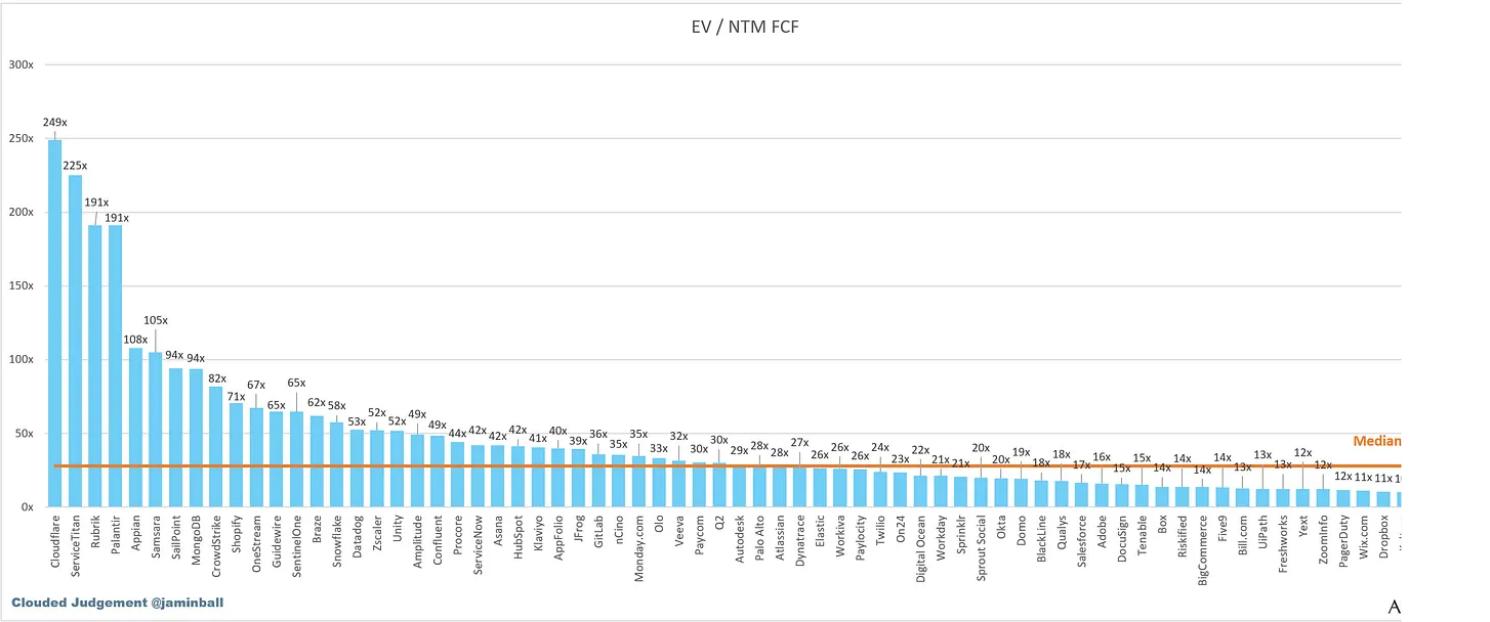 EV / NTM FCF
300x
250x
200x
150x
100x
50x
0x
249x
225x
191x
191x
108x
105x
94x
94x
82x
71x
67x
65x
65x
62x
58x
53x
52x
52x
49x
49x
44x
42x
42x
42x
41x
40x
39x
36x
35x
35x
33x
32x
30x
30x
29x
28x
28x
27x
26x
26x
26x
24x
23x
22x
21x
21x
20x
20x
19x
18x
18x
17x
16x
15x
15x
14x
14x
14x
14x
13x
13x
13x
12x
12x
12x
11x
11x
Median
Cloudflare
ServiceTitan
Rubrik
Palantir
Appian
Samsara
SailPoint
MongoDB
CrowdStrike
Shopify
OneStream
Guidewire
SentinelOne
Braze
Snowflake
Datadog
Zscaler
Unity
Amplitude
Confluent
Procore
ServiceNow
Asana
HubSpot
Klaviyo
AppFolio
JFrog
GitLab
nCino
Monday.com
Olo
Veeva
Paycom
Q2
Autodesk
Palo Alto
Atlassian
Dynatrace
Elastic
Workiva
Paylocity
Twilio
On24
Digital Ocean
Workday
Sprinklr
Sprout Social
Okta
Domo
BlackLine
Qualys
Salesforce
Adobe
DocuSign
Tenable
Box
Riskified
BigCommerce
Five9
Bill.com
UiPath
Freshworks
Yext
ZoomInfo
PagerDuty
Wix.com
Dropbox
Clouded Judgement @jaminball
A